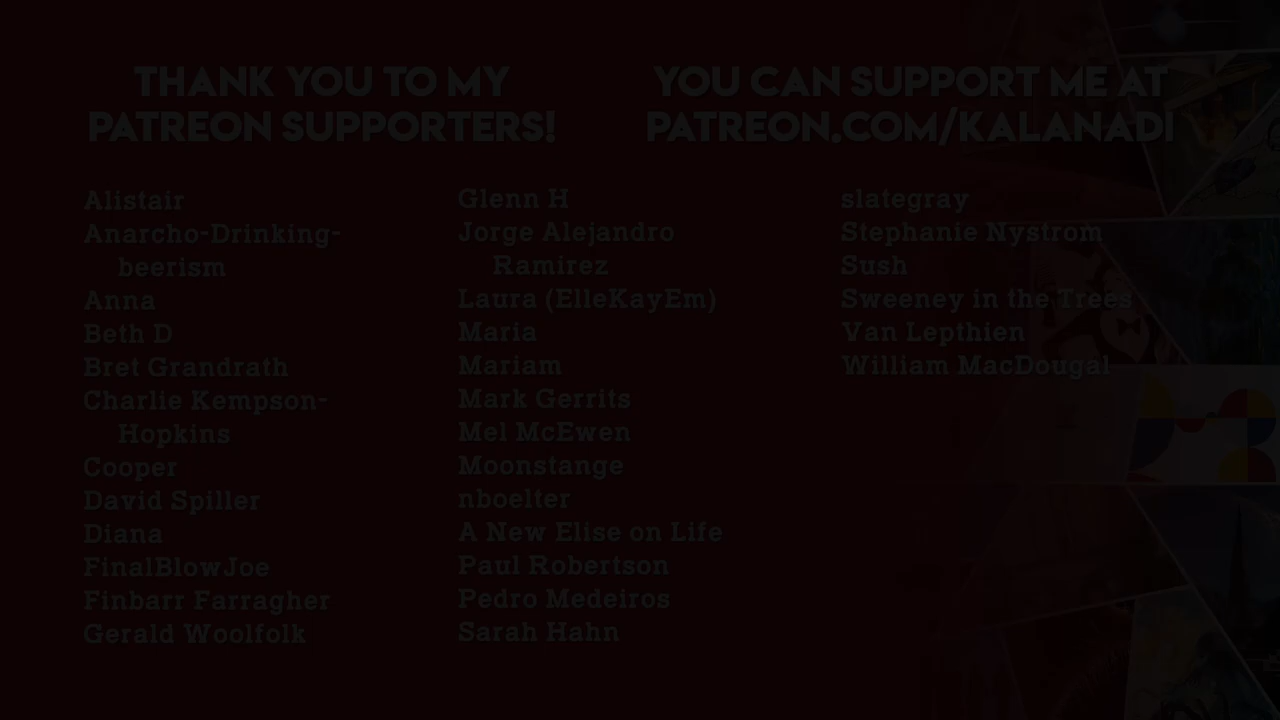 THANK YOU TO MY
PATREON SUPPORTERS!
YOU CAN SUPPORT ME AT
PATREON.COM/KALANADI
Alistair
Anarcho-Drinking-
beerism
Anna
Beth D
Bret Grandrath
Charlie Kempson-
Hopkins
Cooper
David Spiller
Diana
FinalBlowJoe
Finbarr Farragher
Gerald Woolfolk
Glenn H
Jorge Alejandro
Ramirez
Laura (ElleKayEm)
Maria
Mariam
Mark Gerrits
Mel McEwen
Moonstange
nboelter
A New Elise on Life
Paul Robertson
Pedro Medeiros
Sarah Hahn
slategray
Stephanie Nystrom
Sush
Sweeney in the Trees
Van Lepthien
William MacDougal